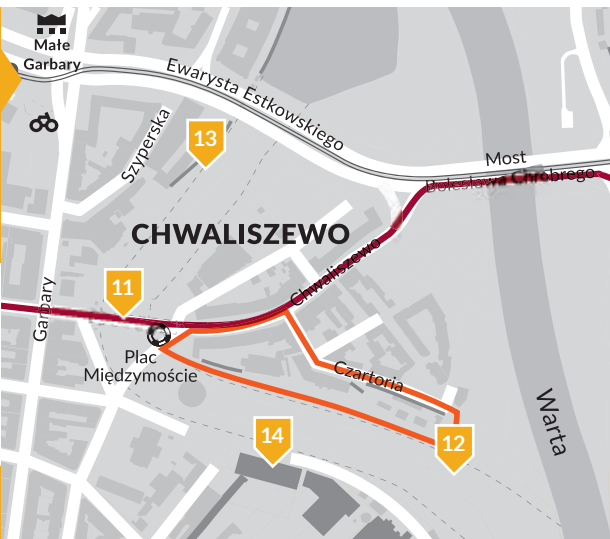 Małe
Garbary
Ewarysta Estkowskiego
Szyperska
13
Most
Bolesława Chrobrego
CHWALISZEWO
Chwaliszewo
11
Garbary
Plac
Międzymoście
Czartoria
14
12
Warta